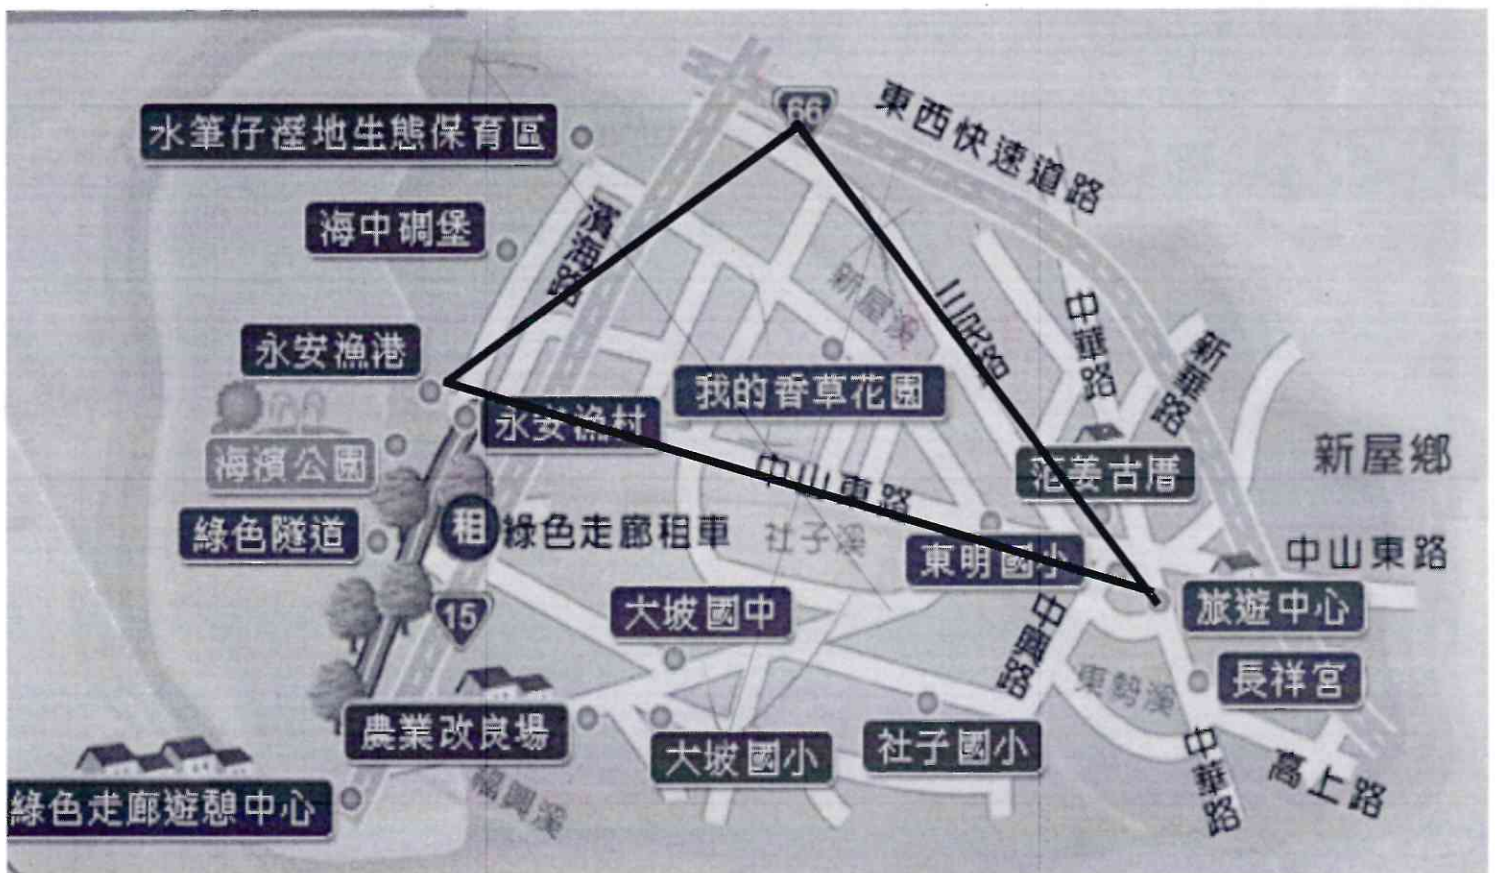 66
東西快速道路
水筆仔溼地生態保育區
濱海路
海中碉堡
新屋溪
中華路
新華路
永安漁港
我的香草花園
永安漁村
海濱公園
中山東路
范姜古厝
新屋鄉
綠色隧道
租
綠色走廊租車
社子溪
東明國小
中山東路
15
大坡國中
中興路
旅遊中心
東勢溪
長祥宮
農業改良場
大坡國小
社子國小
中華路
高上路
綠色走廊遊憩中心
福興溪